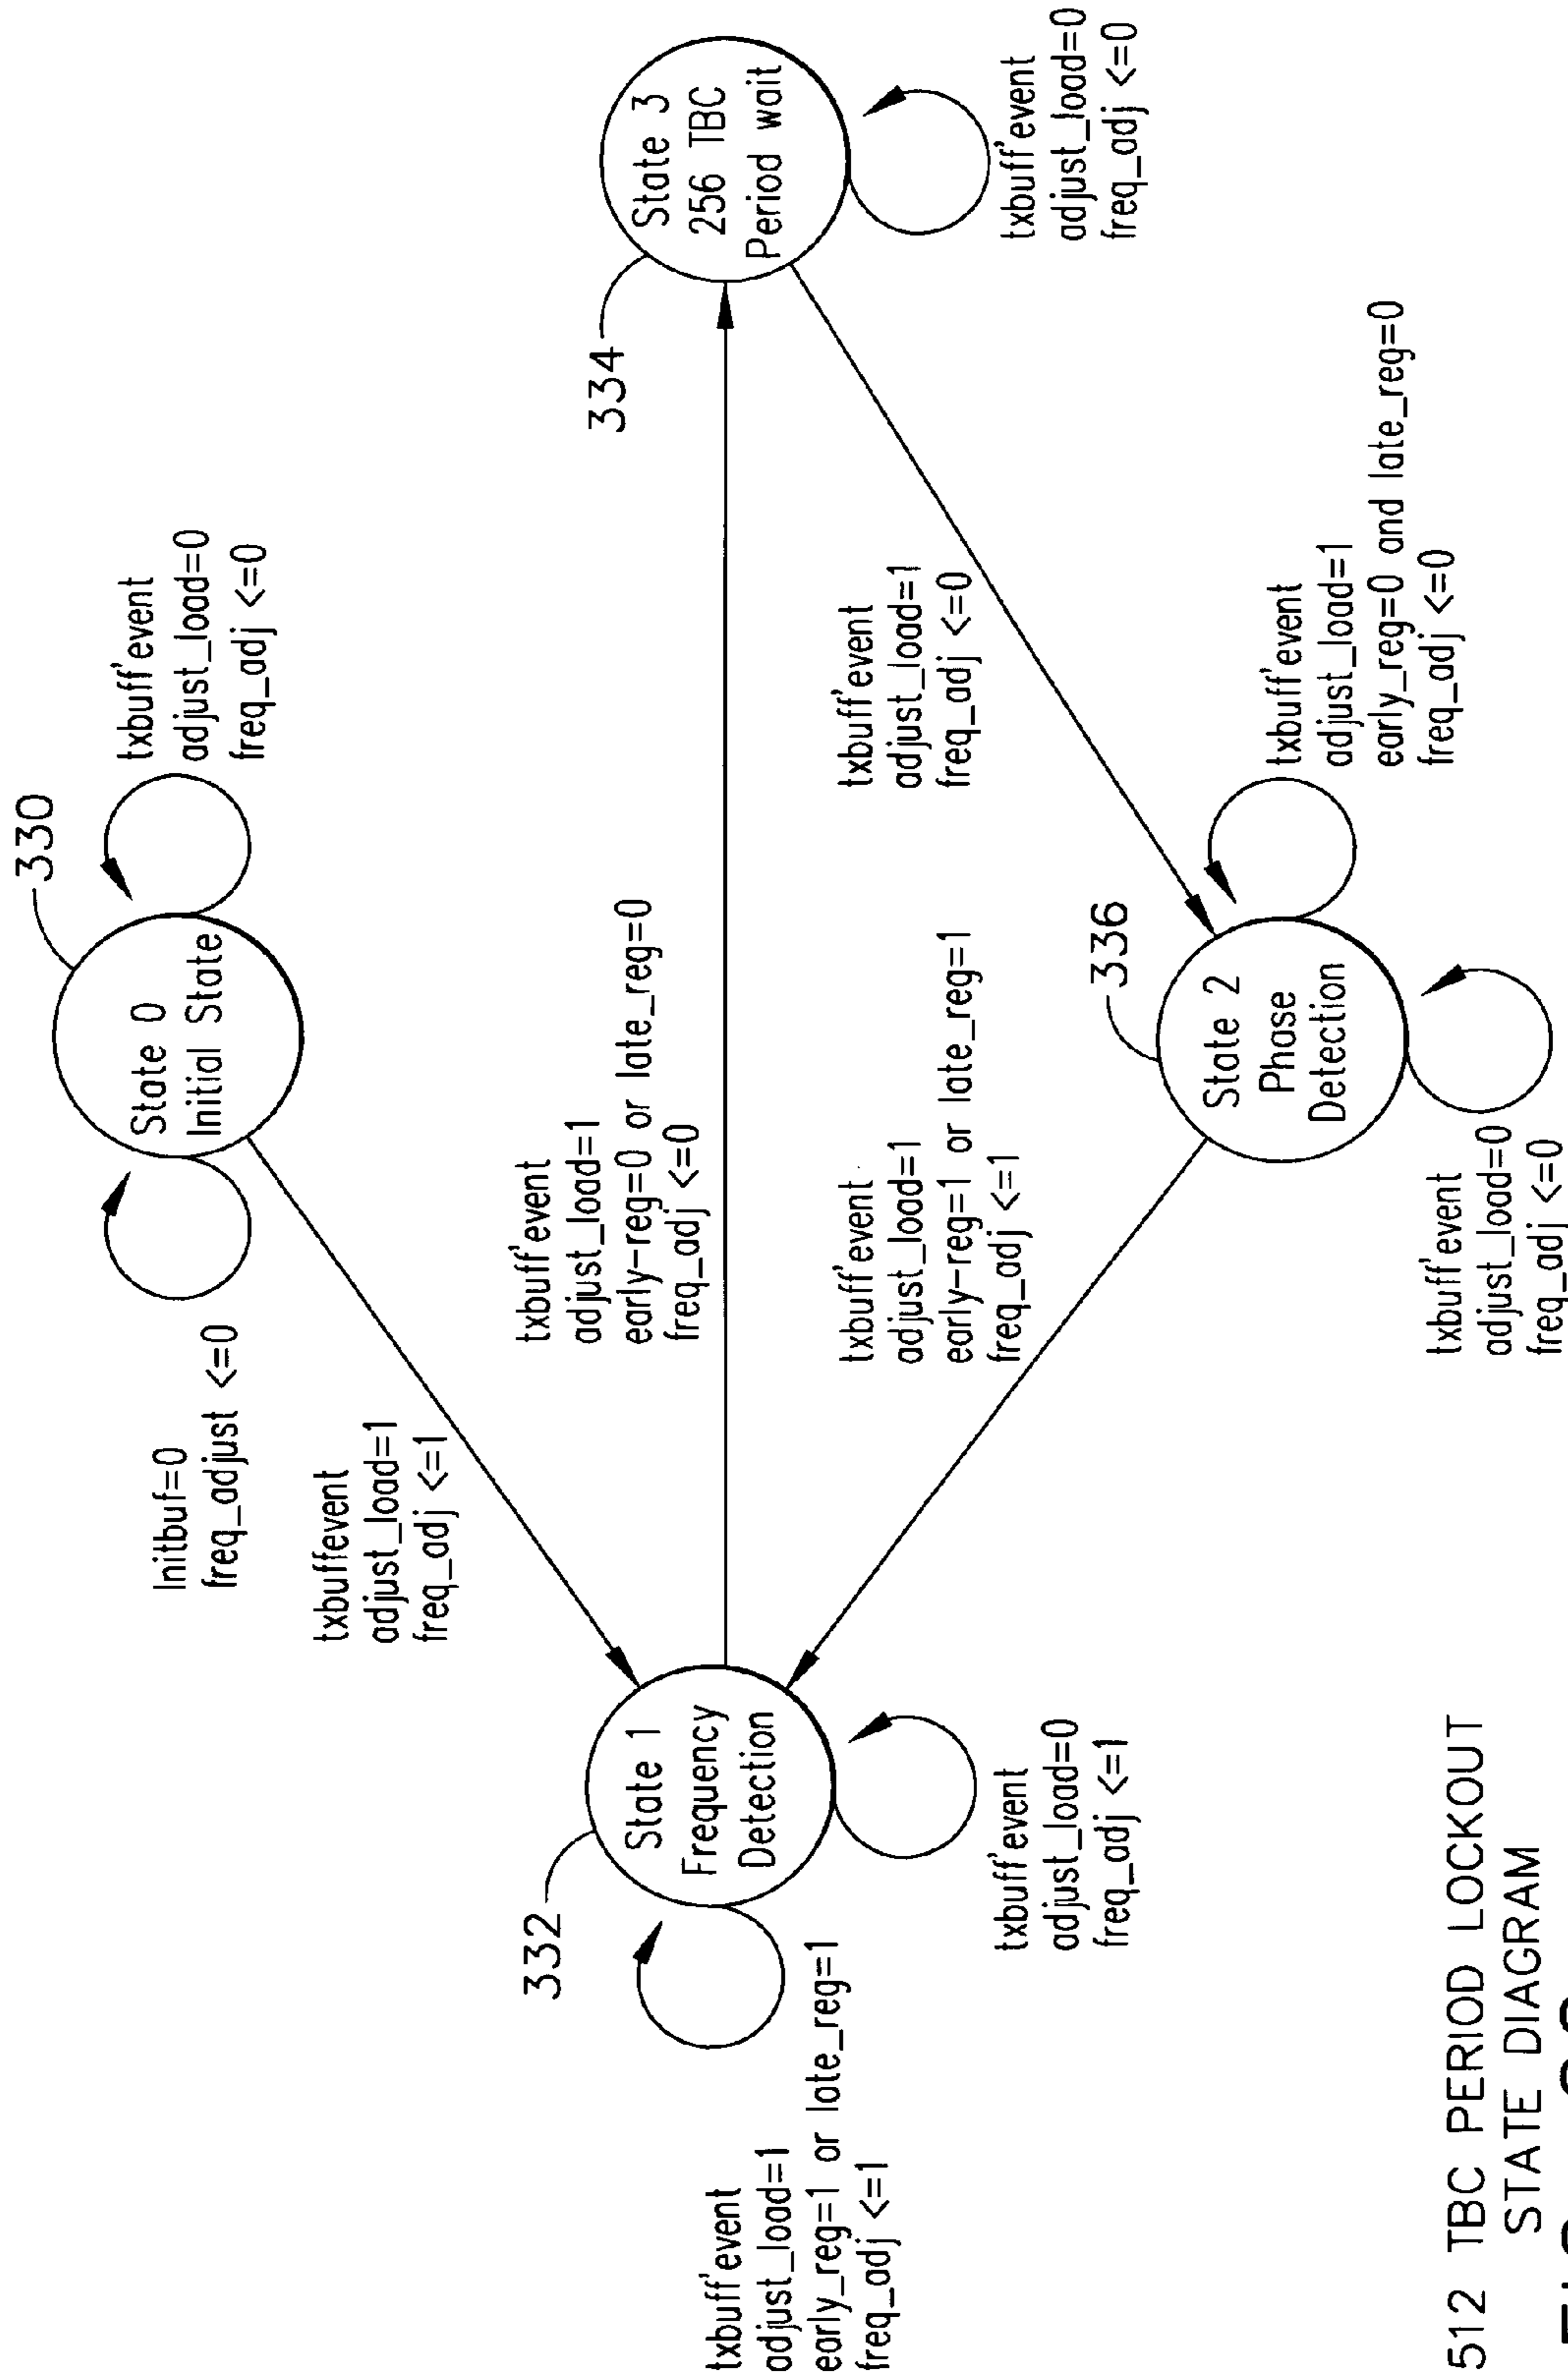 330
State 0
Initial State
Initbuf=0
freq_adjust <=0
txbuff'event
adjust_load=0
freq_adj <=0
txbuffevent
adjust_load=1
freq_adj <=1
332
State 1
Frequency
Detection
txbuff'event
adjust_load=1
early_reg=1 or late_reg=1
freq_adj <=1
txbuff'event
adjust_load=0
freq_adj <=1
txbuff'event
adjust_load=1
early-reg=0 or late_reg=0
freq_adj <=0
334
State 3
256 TBC
Period wait
txbuff'event
adjust_load=0
freq_adj <=0
txbuff'event
adjust_load=1
freq_adj <=0
txbuff'event
adjust_load=1
early-reg=1 or late_reg=1
freq_adj <=1
336
State 2
Phase
Detection
txbuff'event
adjust_load=1
early_reg=0 and late_reg=0
freq_adj <=0
txbuff'event
adjust_load=0
freq_adj <=0
512 TBC PERIOD LOCKOUT
STATE DIAGRAM